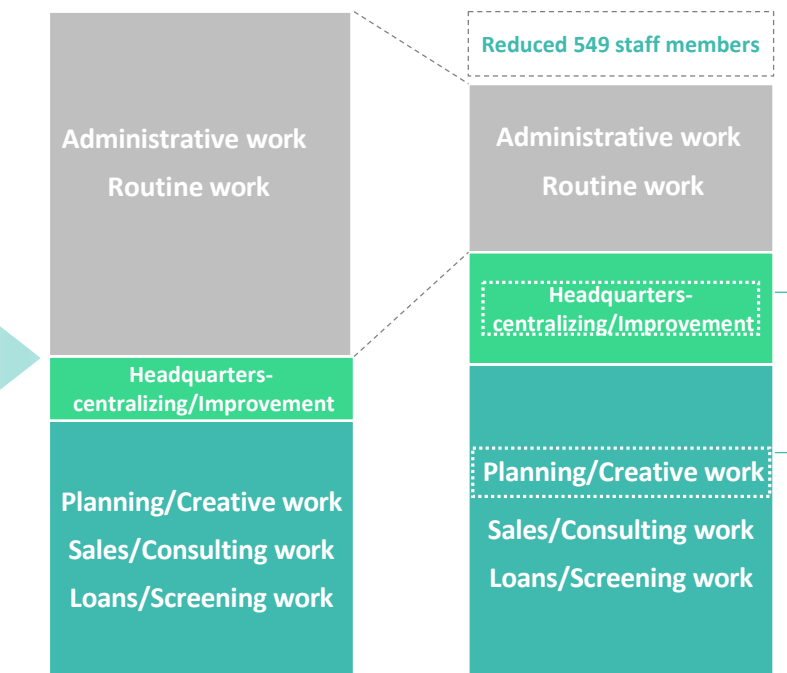 Administrative work
Routine work
Headquarters-
centralizing/Improvement
Planning/Creative work
Sales/Consulting work
Loans/Screening work
Reduced 549 staff members
Administrative work
Routine work
Headquarters-
centralizing/Improvement
Planning/Creative work
Sales/Consulting work
Loans/Screening work